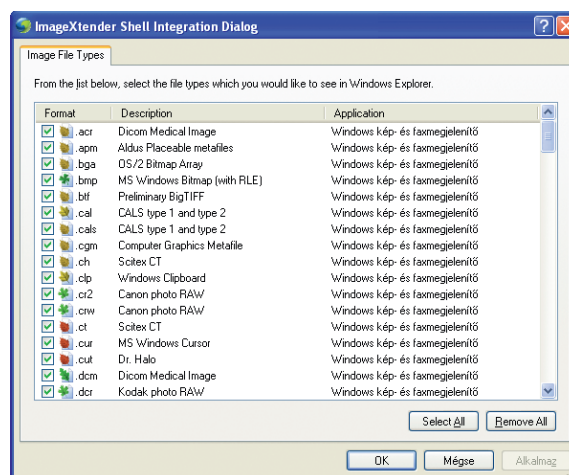 ImageXtender Shell Integration Dialog
Image File Types
From the list below, select the file types which you would like to see in Windows Explorer.
Format Description Application
.acr Dicom Medical Image Windows kép- és faxmegjelenítő
.apm Aldus Placeable metafiles Windows kép- és faxmegjelenítő
.bga OS/2 Bitmap Array Windows kép- és faxmegjelenítő
.bmp MS Windows Bitmap (with RLE) Windows kép- és faxmegjelenítő
.btf Preliminary BigTIFF Windows kép- és faxmegjelenítő
.cal CALS type 1 and type 2 Windows kép- és faxmegjelenítő
.cals CALS type 1 and type 2 Windows kép- és faxmegjelenítő
.cgm Computer Graphics Metafile Windows kép- és faxmegjelenítő
.ch Scitex CT Windows kép- és faxmegjelenítő
.clp Windows Clipboard Windows kép- és faxmegjelenítő
.cr2 Canon photo RAW Windows kép- és faxmegjelenítő
.crw Canon photo RAW Windows kép- és faxmegjelenítő
.ct Scitex CT Windows kép- és faxmegjelenítő
.cur MS Windows Cursor Windows kép- és faxmegjelenítő
.cut Dr. Halo Windows kép- és faxmegjelenítő
.dcm Dicom Medical Image Windows kép- és faxmegjelenítő
.dcr Kodak photo RAW Windows kép- és faxmegjelenítő
Select All Remove All
OK Mégse Alkalmaz